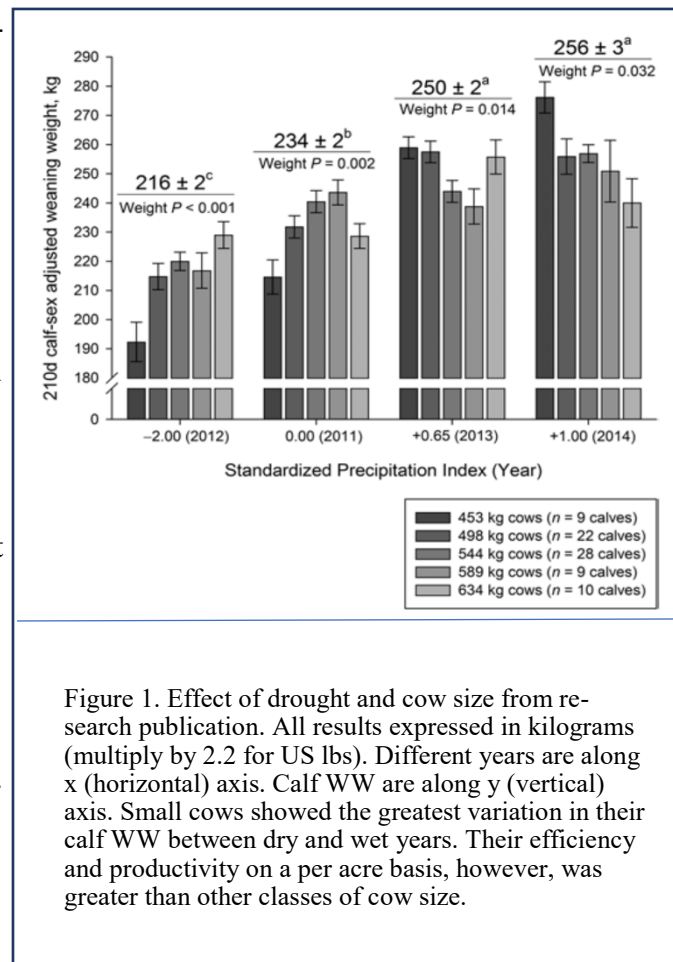 256 ± 3a
Weight P = 0.032
250 ± 2a
Weight P = 0.014
234 ± 2b
Weight P = 0.002
216 ± 2c
Weight P < 0.001
210d calf-sex adjusted weaning weight, kg
290
280
270
260
250
240
230
220
210
200
190
180
0
−2.00 (2012) 0.00 (2011) +0.65 (2013) +1.00 (2014)
Standardized Precipitation Index (Year)
453 kg cows (n = 9 calves)
498 kg cows (n = 22 calves)
544 kg cows (n = 28 calves)
589 kg cows (n = 9 calves)
634 kg cows (n = 10 calves)
Figure 1. Effect of drought and cow size from re-
search publication. All results expressed in kilograms
(multiply by 2.2 for US lbs). Different years are along
x (horizontal) axis. Calf WW are along y (vertical)
axis. Small cows showed the greatest variation in their
calf WW between dry and wet years. Their efficiency
and productivity on a per acre basis, however, was
greater than other classes of cow size.